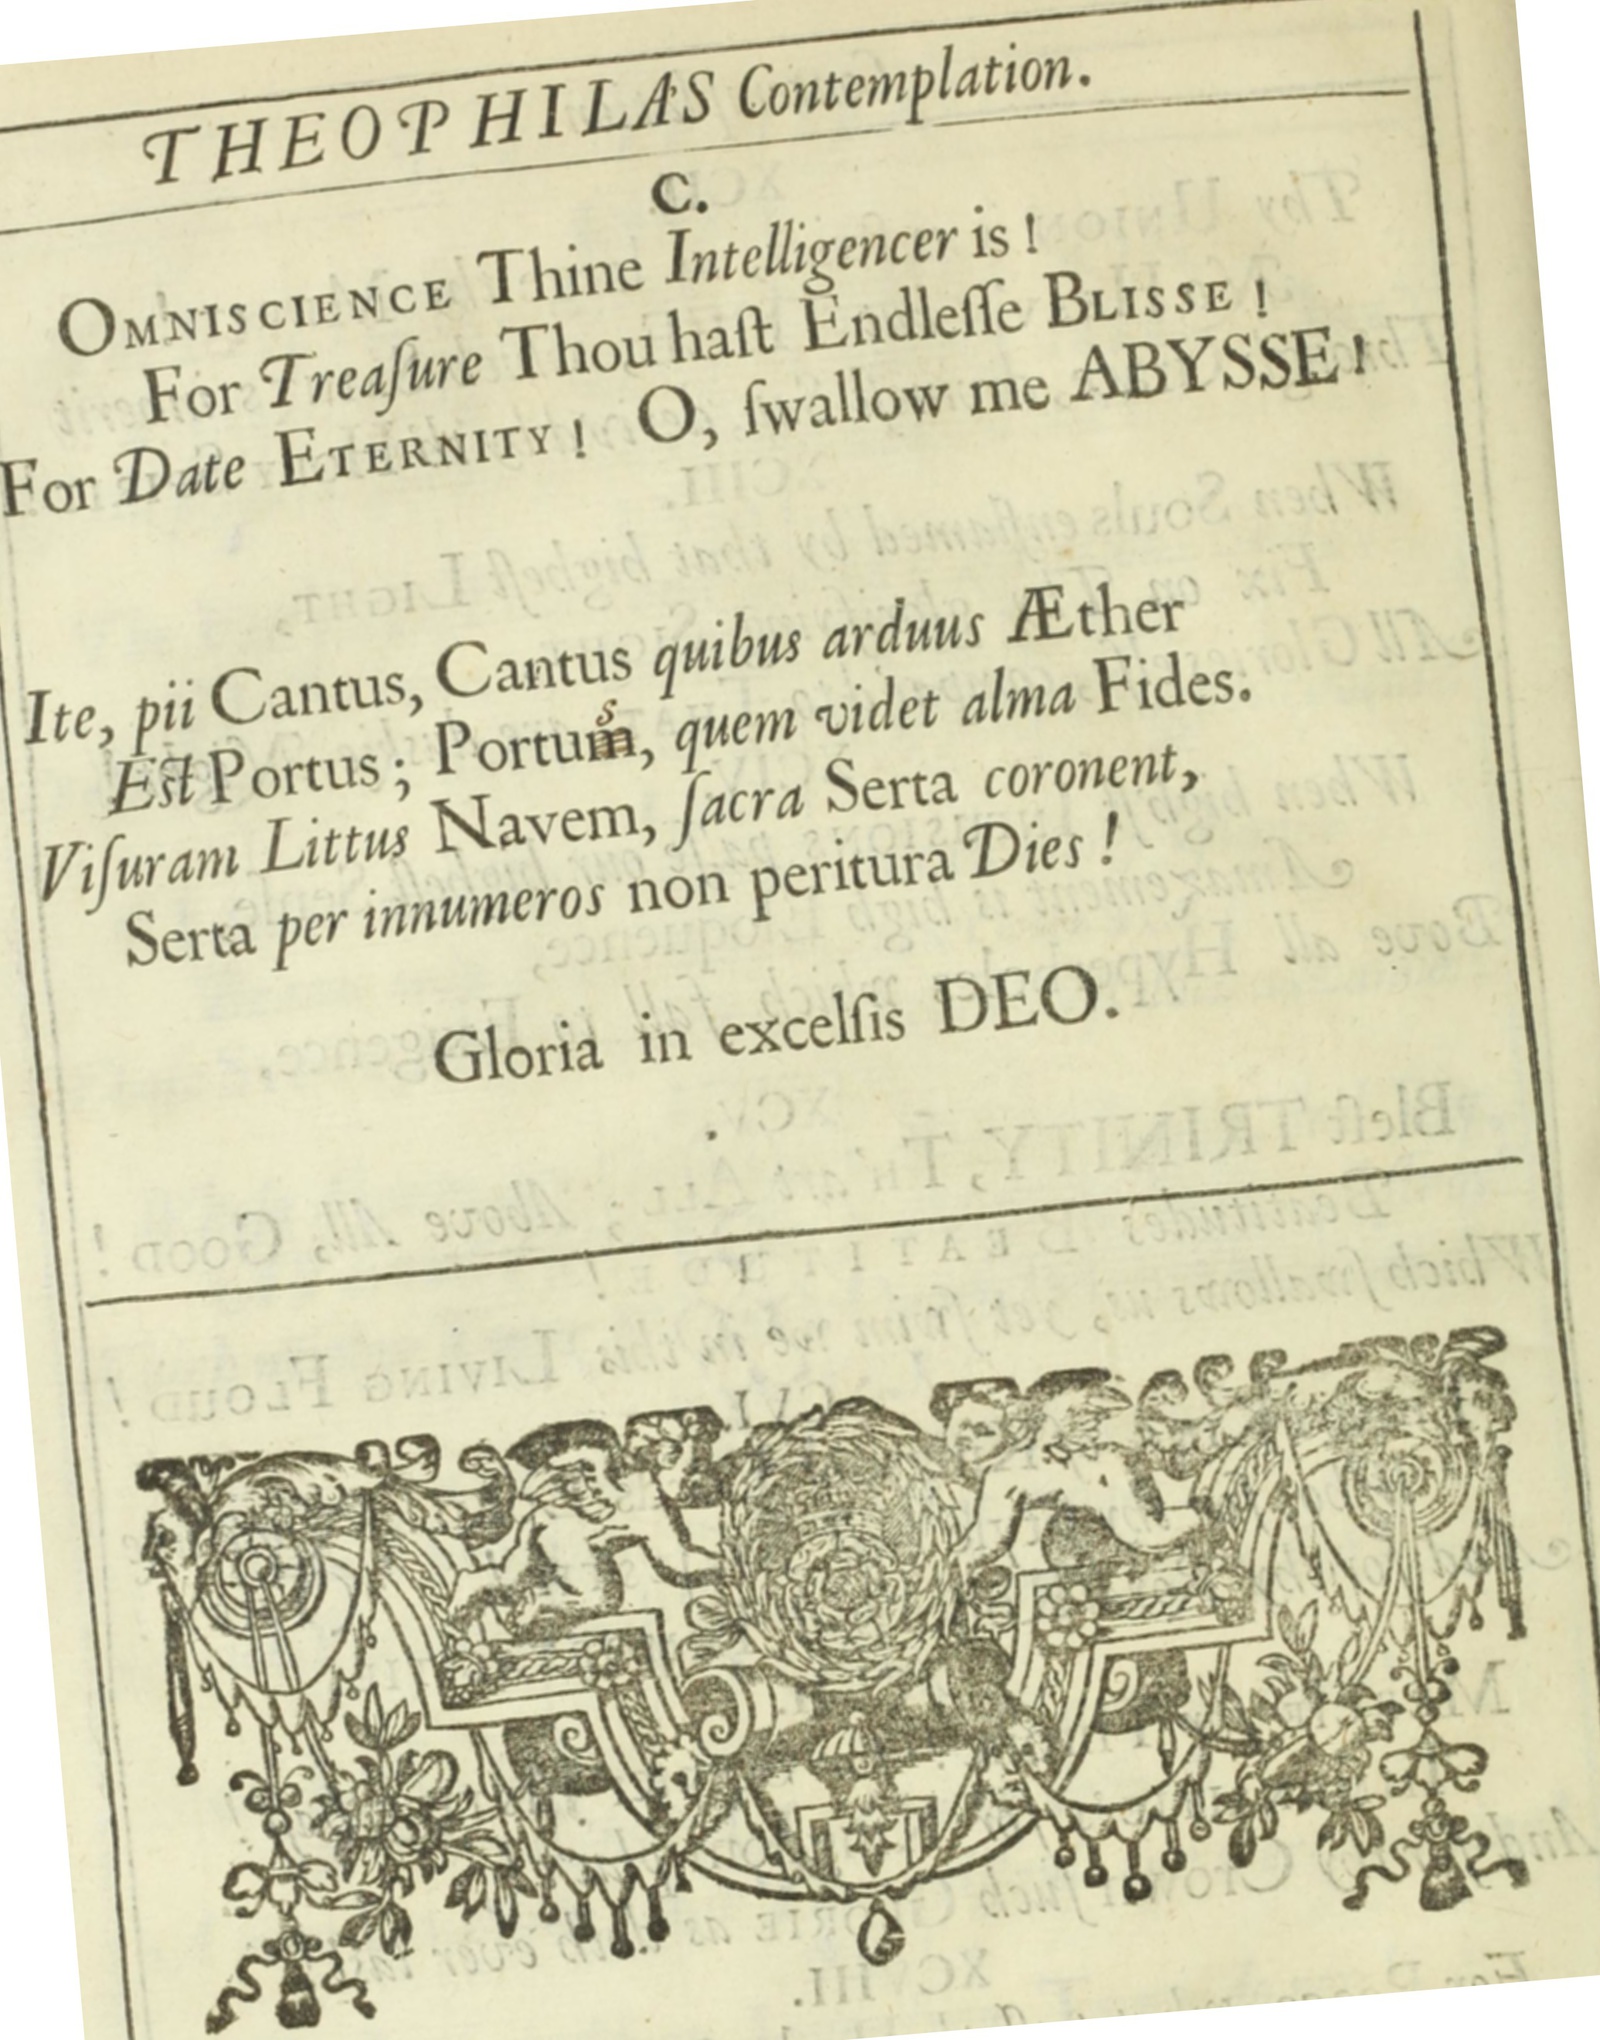 THEOPHILA'S Contemplation.
C.
OMNISCIENCE Thine Intelligencer is !
For Treaſure Thou haſt Endleſſe BLISSE !
For Date ETERNITY ! O, ſwallow me ABYSSE !
Ite, pii Cantus, Cantus quibus arduus Æther
s
Eſt Portus ; Portum, quem videt alma Fides.
Viſuram Littus Navem, ſacra Serta coronent,
Serta per innumeros non peritura Dies !
Gloria in excelſis DEO.